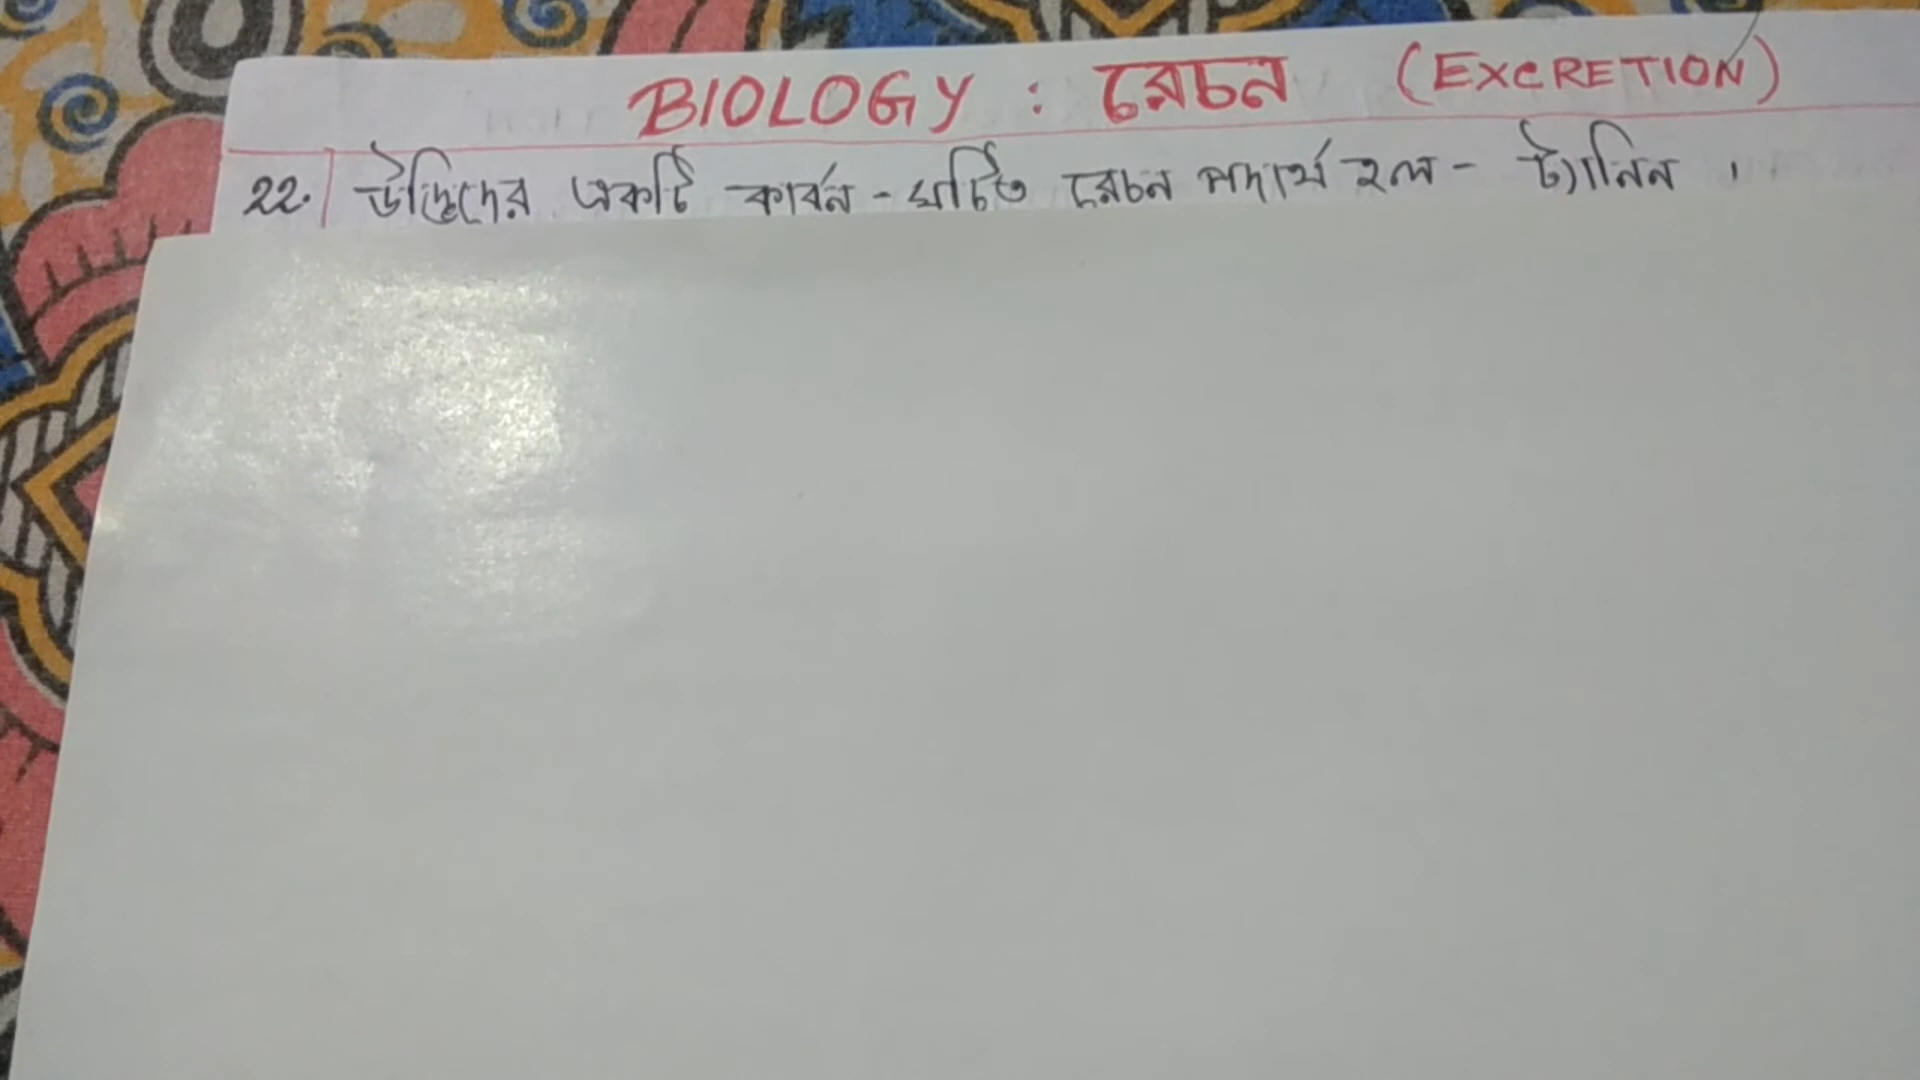 BIOLOGY : রেচন (EXCRETION)
22. উদ্ভিদের একটি কার্বন - ঘটিত রেচন পদার্থ হল - ট্যানিন ।